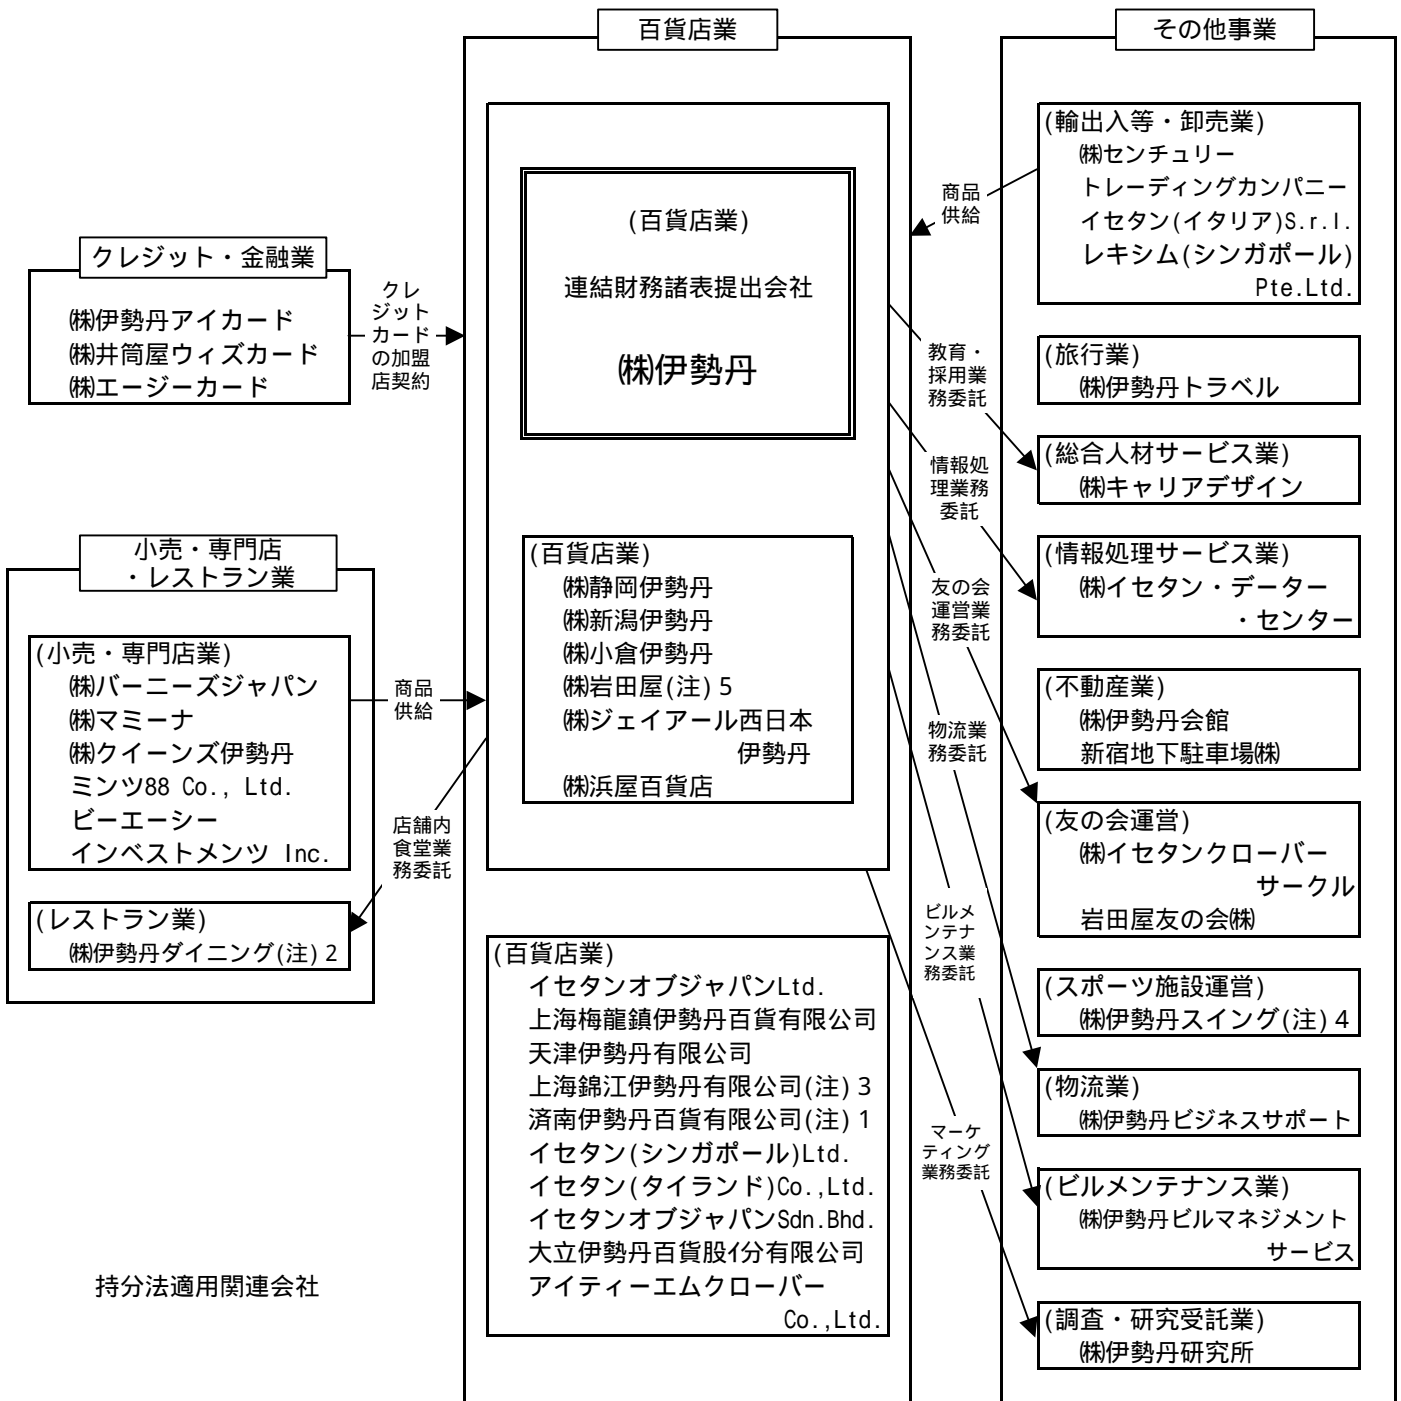 百貨店業
その他事業
クレジット・金融業
㈱伊勢丹アイカード
㈱井筒屋ウィズカード
㈱エージーカード
クレ
ジット
カード
の加盟
店契約
小売・専門店
・レストラン業
(小売・専門店業)
㈱バーニーズジャパン
㈱マミーナ
㈱クイーンズ伊勢丹
ミンツ88 Co., Ltd.
ビーエーシー
インベストメンツ Inc.
商品
供給
(レストラン業)
㈱伊勢丹ダイニング(注)2
店舗内
食堂業
務委託
持分法適用関連会社
(百貨店業)
連結財務諸表提出会社
㈱伊勢丹
(百貨店業)
㈱静岡伊勢丹
㈱新潟伊勢丹
㈱小倉伊勢丹
㈱岩田屋(注)5
㈱ジェイアール西日本
伊勢丹
㈱浜屋百貨店
(百貨店業)
イセタンオブジャパンLtd.
上海梅龍鎮伊勢丹百貨有限公司
天津伊勢丹有限公司
上海錦江伊勢丹有限公司(注)3
済南伊勢丹百貨有限公司(注)1
イセタン(シンガポール)Ltd.
イセタン(タイランド)Co.,Ltd.
イセタンオブジャパンSdn.Bhd.
大立伊勢丹百貨股份有限公司
アイティーエムクローバー
Co.,Ltd.
商品
供給
教育・
採用業
務委託
情報処
理業務
委託
友の会
運営業
務委託
物流業
務委託
ビルメ
ンテナ
ンス業
務委託
マーケ
ティング
業務委託
(輸出入等・卸売業)
㈱センチュリー
トレーディングカンパニー
イセタン(イタリア)S.r.l.
レキシム(シンガポール)
Pte.Ltd.
(旅行業)
㈱伊勢丹トラベル
(総合人材サービス業)
㈱キャリアデザイン
(情報処理サービス業)
㈱イセタン・データー
・センター
(不動産業)
㈱伊勢丹会館
新宿地下駐車場㈱
(友の会運営)
㈱イセタンクローバー
サークル
岩田屋友の会㈱
(スポーツ施設運営)
㈱伊勢丹スイング(注)4
(物流業)
㈱伊勢丹ビジネスサポート
(ビルメンテナンス業)
㈱伊勢丹ビルマネジメント
サービス
(調査・研究受託業)
㈱伊勢丹研究所